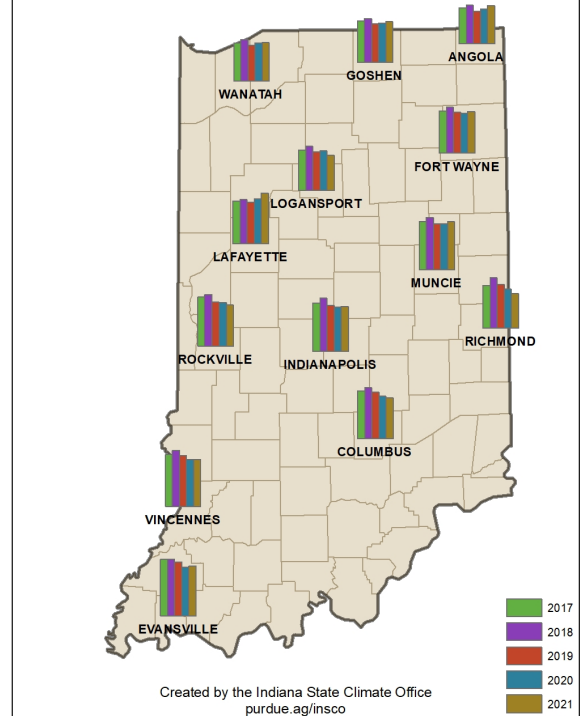 ANGOLA
GOSHEN
WANATAH
FORT WAYNE
LOGANSPORT
LAFAYETTE
MUNCIE
RICHMOND
ROCKVILLE
INDIANAPOLIS
COLUMBUS
VINCENNES
EVANSVILLE
2017
2018
2019
2020
2021
Created by the Indiana State Climate Office
purdue.ag/insco